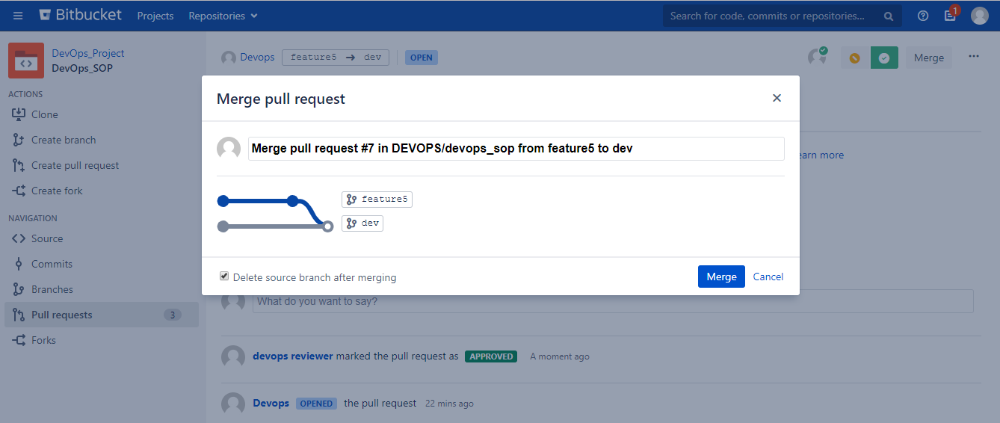 Bitbucket Projects Repositories Search for code, commits or repositories... 1
DevOps_Project
DevOps_SOP
ACTIONS
Clone
Create branch
Create pull request
Create fork
NAVIGATION
Source
Commits
Branches
Pull requests 3
Forks
Devops feature5 → dev OPEN Merge
earn more
Merge pull request
Merge pull request #7 in DEVOPS/devops_sop from feature5 to dev
feature5
dev
Delete source branch after merging Merge Cancel
What do you want to say?
devops reviewer marked the pull request as APPROVED A moment ago
Devops OPENED the pull request 22 mins ago